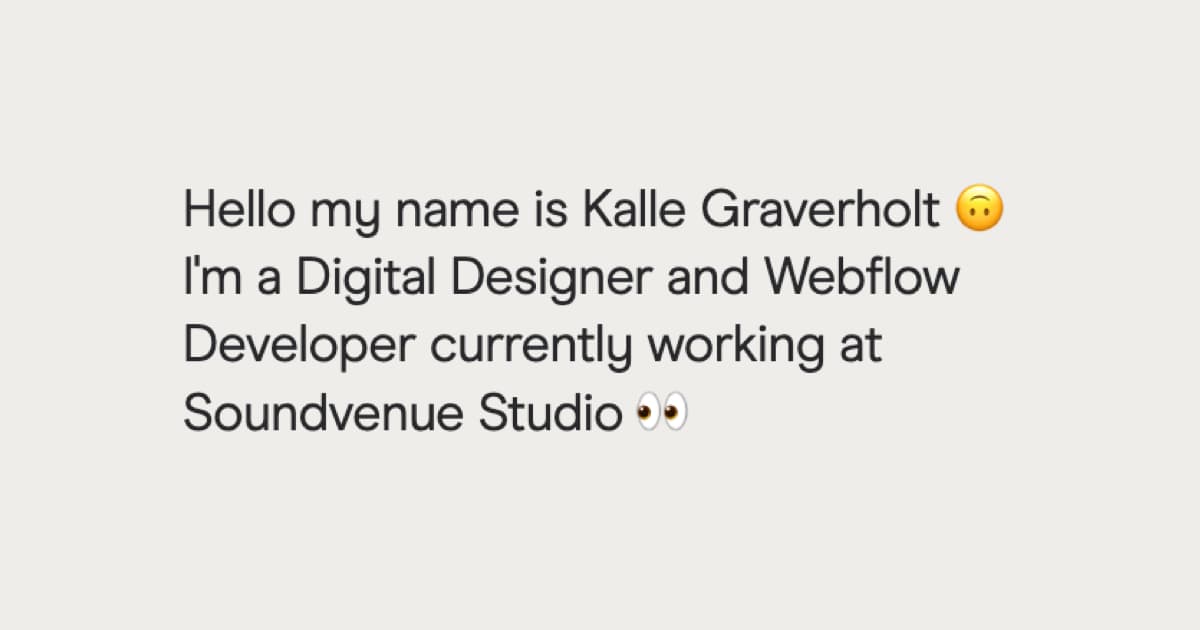 Hello my name is Kalle Graverholt 🙃
I'm a Digital Designer and Webflow
Developer currently working at
Soundvenue Studio 👀